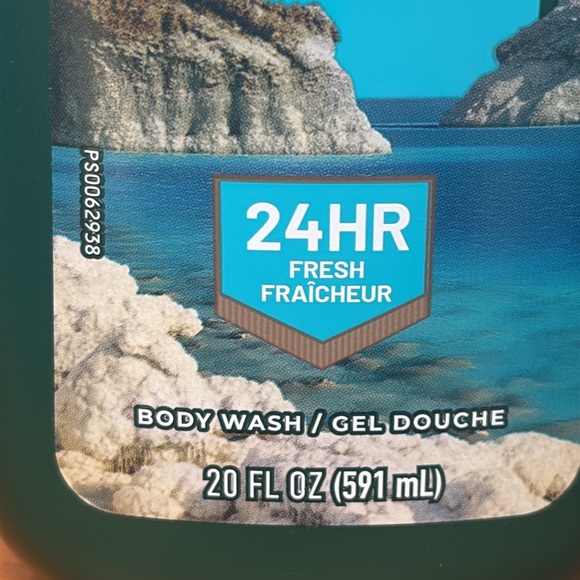 PS0062938
24HR
FRESH
FRAÎCHEUR
BODY WASH / GEL DOUCHE
20 FL OZ (591 mL)